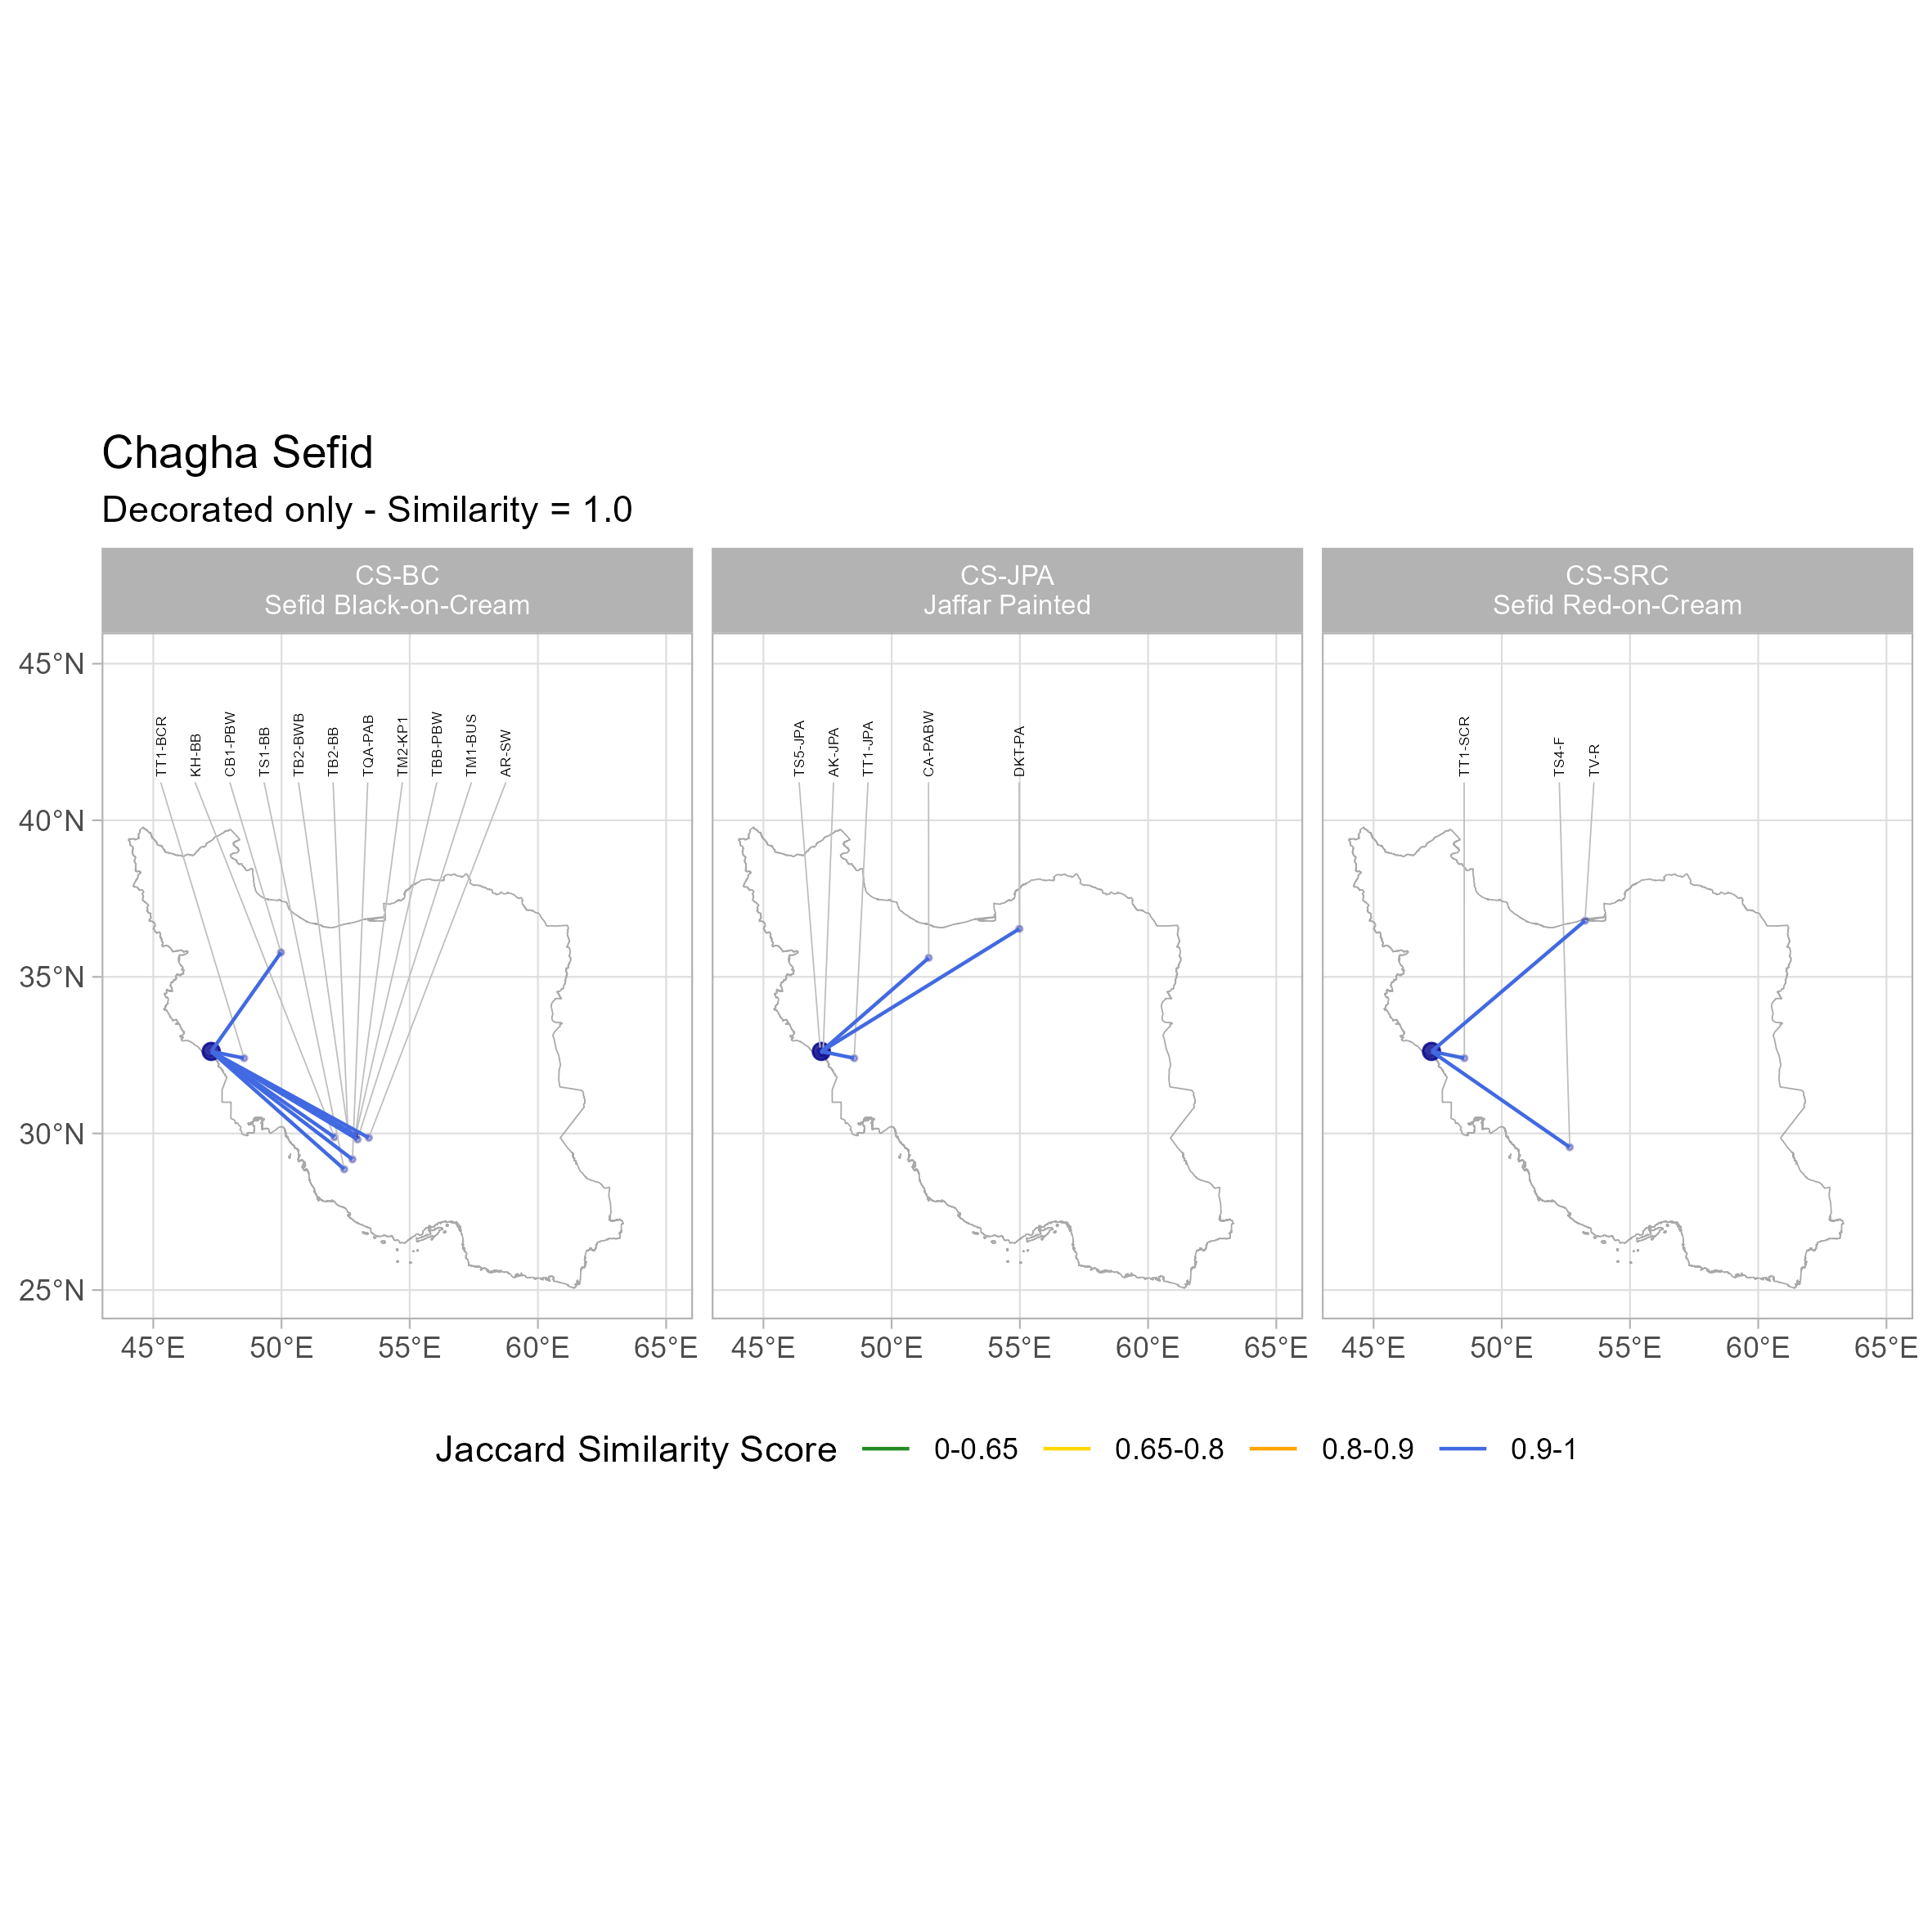 Chagha Sefid
Decorated only - Similarity = 1.0
CS-BC
Sefid Black-on-Cream
CS-JPA
Jaffar Painted
CS-SRC
Sefid Red-on-Cream
45°N
40°N
35°N
30°N
25°N
TT1-BCR
KH-BB
CB1-PBW
TS1-BB
TB2-BWB
TB2-BB
TQA-PAB
TM2-KP1
TBB-PBW
TM1-BUS
AR-SW
TS5-JPA
AK-JPA
TT1-JPA
CA-PABW
DKT-PA
TT1-SCR
TS4-F
TV-R
45°E 50°E 55°E 60°E 65°E
45°E 50°E 55°E 60°E 65°E
45°E 50°E 55°E 60°E 65°E
Jaccard Similarity Score 0-0.65 0.65-0.8 0.8-0.9 0.9-1